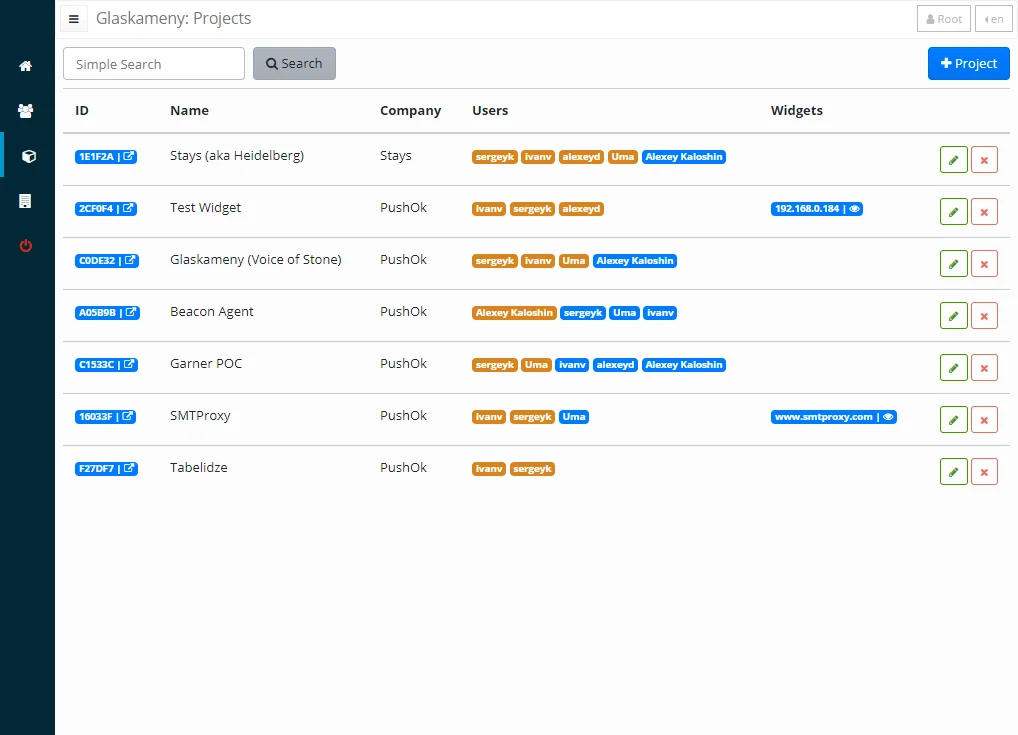 Glaskameny: Projects Root en
Simple Search Search Project
ID Name Company Users Widgets
1E1F2A | Stays (aka Heidelberg) Stays sergeyk ivanv alexeyd Uma Alexey Kaloshin
2CF0F4 | Test Widget PushOk ivanv sergeyk alexeyd 192.168.0.184 |
C0DE32 | Glaskameny (Voice of Stone) PushOk sergeyk ivanv Uma Alexey Kaloshin
A05B9B | Beacon Agent PushOk Alexey Kaloshin sergeyk Uma ivanv
C1533C | Garner POC PushOk sergeyk Uma ivanv alexeyd Alexey Kaloshin
16033F | SMTProxy PushOk ivanv sergeyk Uma www.smtproxy.com |
F27DF7 | Tabelidze PushOk ivanv sergeyk